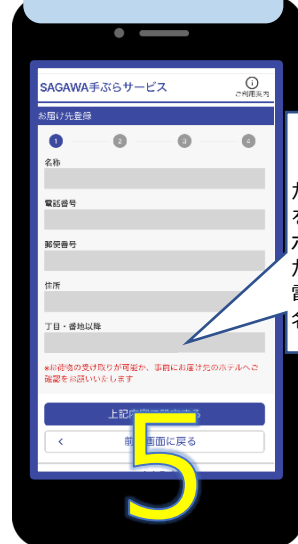 SAGAWA手ぶらサービス
ご利用案内
お届け先登録
1 2 3 4
名称
電話番号
郵便番号
住所
丁目・番地以降
*お荷物の受け取りが可能か、事前にお届け先のホテルへご
確認をお願いいたします
上記内容で設定する
< 前の画面に戻る
5
を
電
名